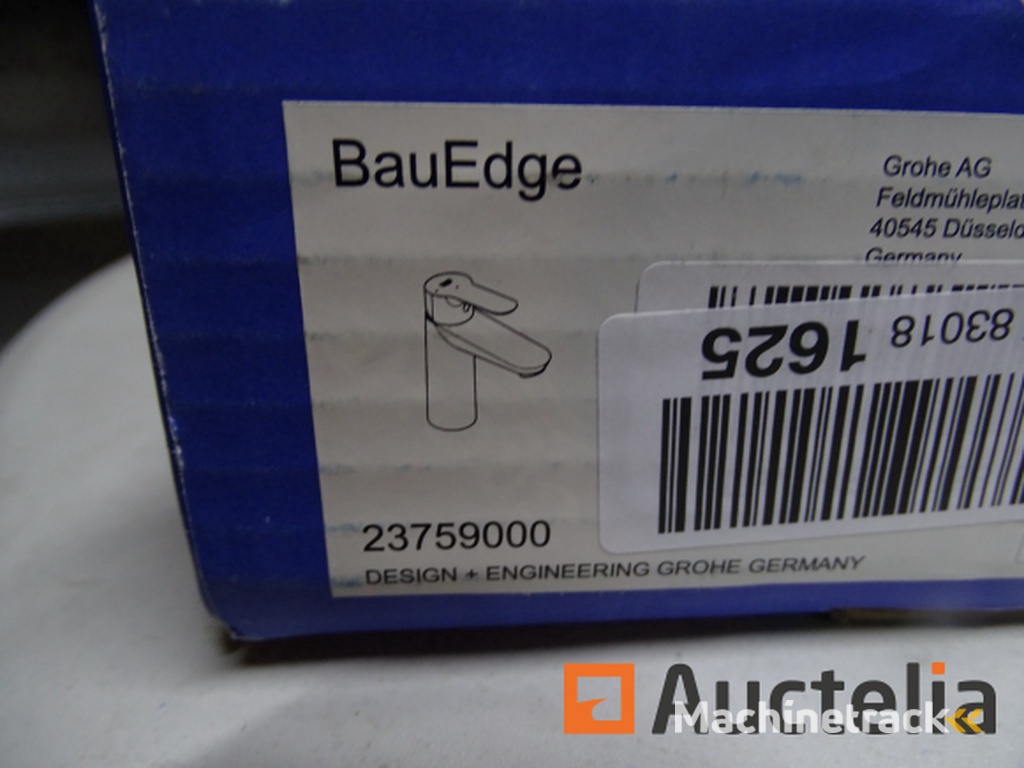 BauEdge
Grohe AG
Feldmühleplat
40545 Düsseld
Germany
83018 1625
23759000
DESIGN + ENGINEERING GROHE GERMANY
Auctelia
Machinetrack